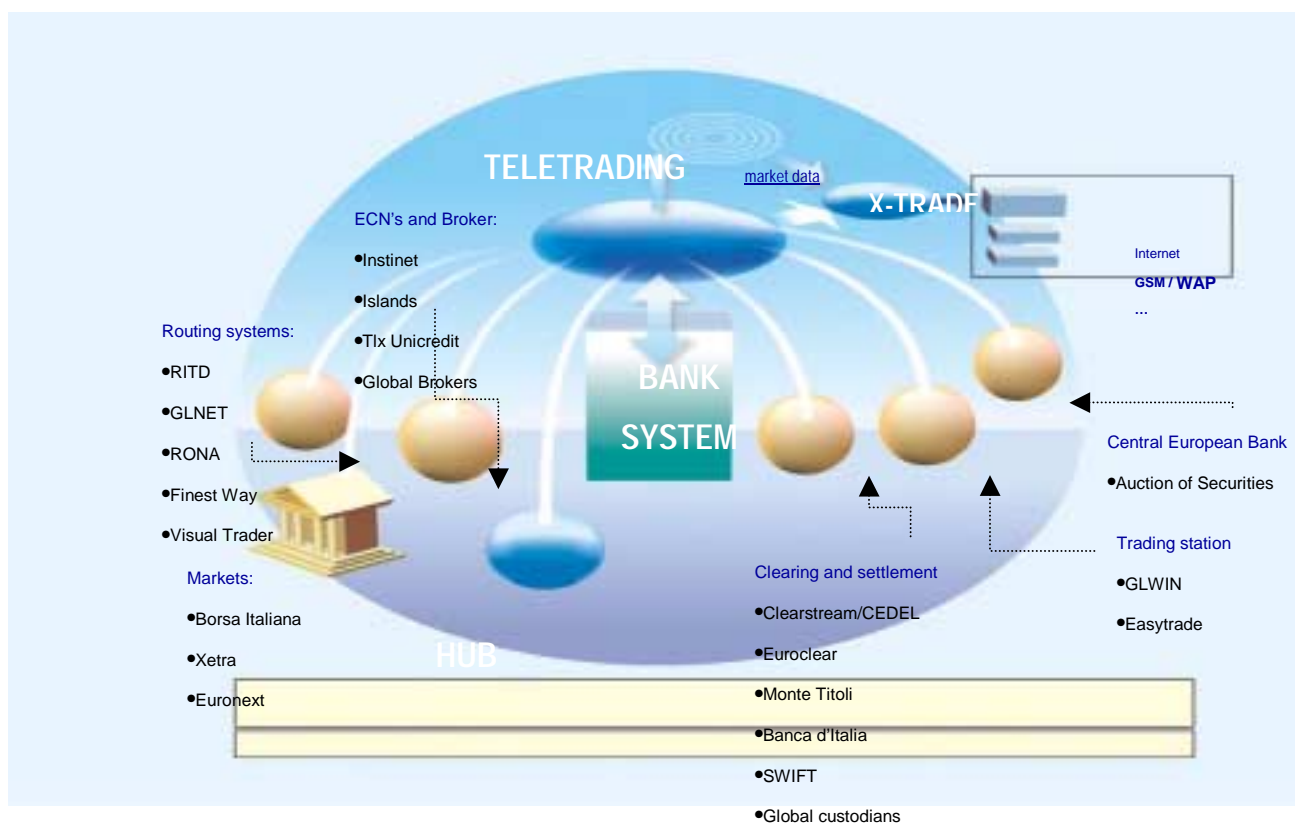 TELETRADING
market data
X-TRADE
ECN's and Broker:
•Instinet
•Islands
•Tlx Unicredit
•Global Brokers
Internet
GSM / WAP
...
Routing systems:
•RITD
•GLNET
•RONA
•Finest Way
•Visual Trader
BANK
SYSTEM
Central European Bank
•Auction of Securities
Trading station
•GLWIN
•Easytrade
Markets:
•Borsa Italiana
•Xetra
•Euronext
HUB
Clearing and settlement
•Clearstream/CEDEL
•Euroclear
•Monte Titoli
•Banca d'Italia
•SWIFT
•Global custodians